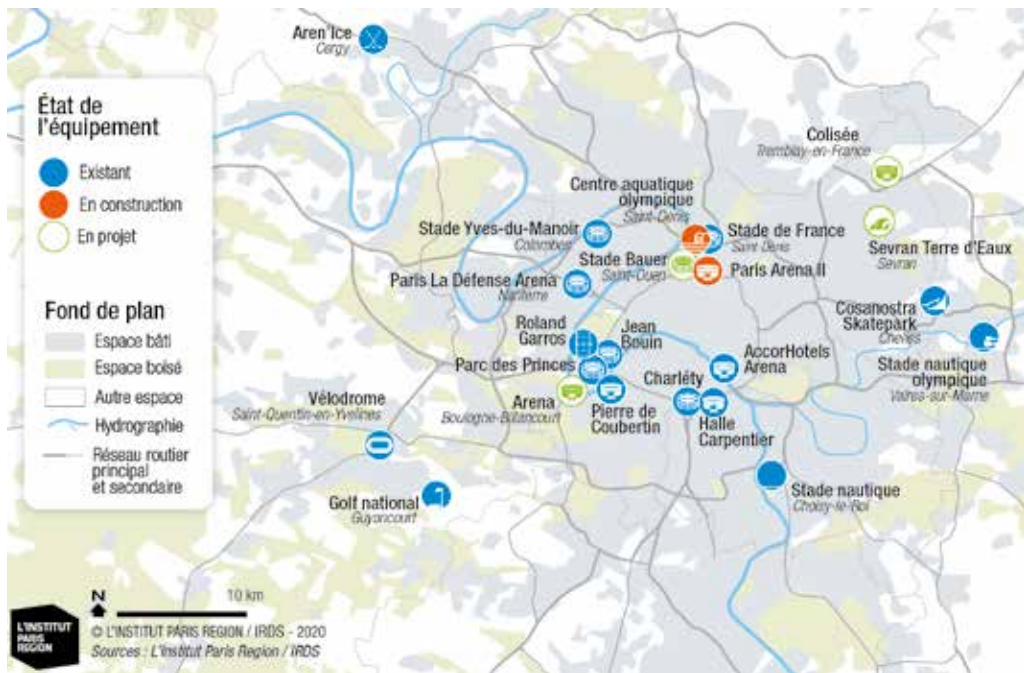 État de
l'équipement
Existant
En construction
En projet
Fond de plan
Espace bâti
Espace boisé
Autre espace
Hydrographie
Réseau routier
principal
et secondaire
Aren'Ice
Cergy
Colisée
Tremblay-en-France
Centre aquatique
olympique
Saint-Denis
Stade Yves-du-Manoir
Colombes
Stade de France
Saint Denis
Sevran Terre d'Eaux
Sevran
Stade Bauer
Saint-Ouen
Paris Arena II
Paris La Défense Arena
Nanterre
Cosanostra
Skatepark
Chelles
Roland
Garros
Jean
Bouin
Parc des Princes
AccorHotels
Arena
Stade nautique
olympique
Vaires-sur-Marne
Charléty
Arena
Boulogne-Billancourt
Pierre de
Coubertin
Halle
Carpentier
Vélodrome
Saint-Quentin-en-Yvelines
Golf national
Guyancourt
Stade nautique
Choisy-le-Roi
N
10 km
L'INSTITUT
PARIS
REGION
© L'INSTITUT PARIS REGION / IRDS - 2020
Sources : L'Institut Paris Region / IRDS